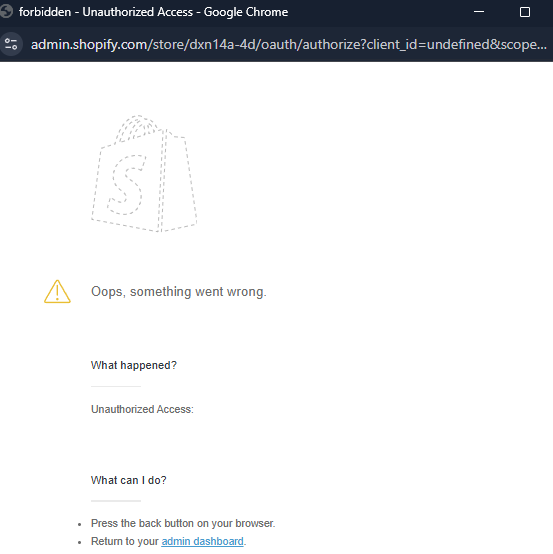 forbidden - Unauthorized Access - Google Chrome
admin.shopify.com/store/dxn14a-4d/oauth/authorize?client_id=undefined&scope...
S
Oops, something went wrong.
What happened?
Unauthorized Access:
What can I do?
• Press the back button on your browser.
• Return to your admin dashboard.